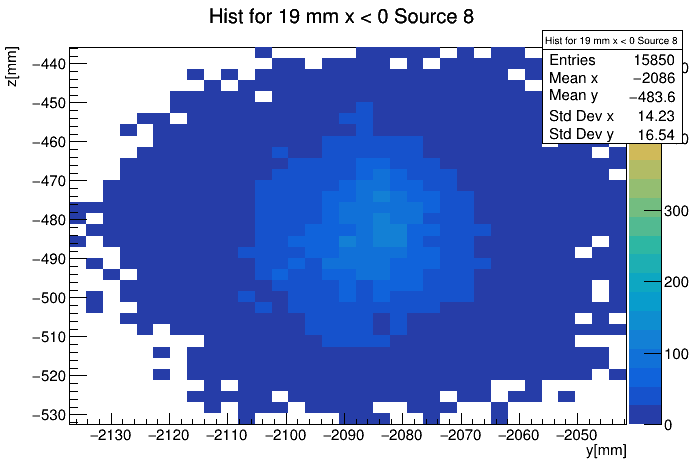 Hist for 19 mm x < 0 Source 8
Hist for 19 mm x < 0 Source 8
Entries 15850
Mean x −2086
Mean y −483.6
Std Dev x 14.23
Std Dev y 16.54
z[mm]
−440
−450
−460
−470
−480
−490
−500
−510
−520
−530
−2130 −2120 −2110 −2100 −2090 −2080 −2070 −2060 −2050
y[mm]
300
200
100
0